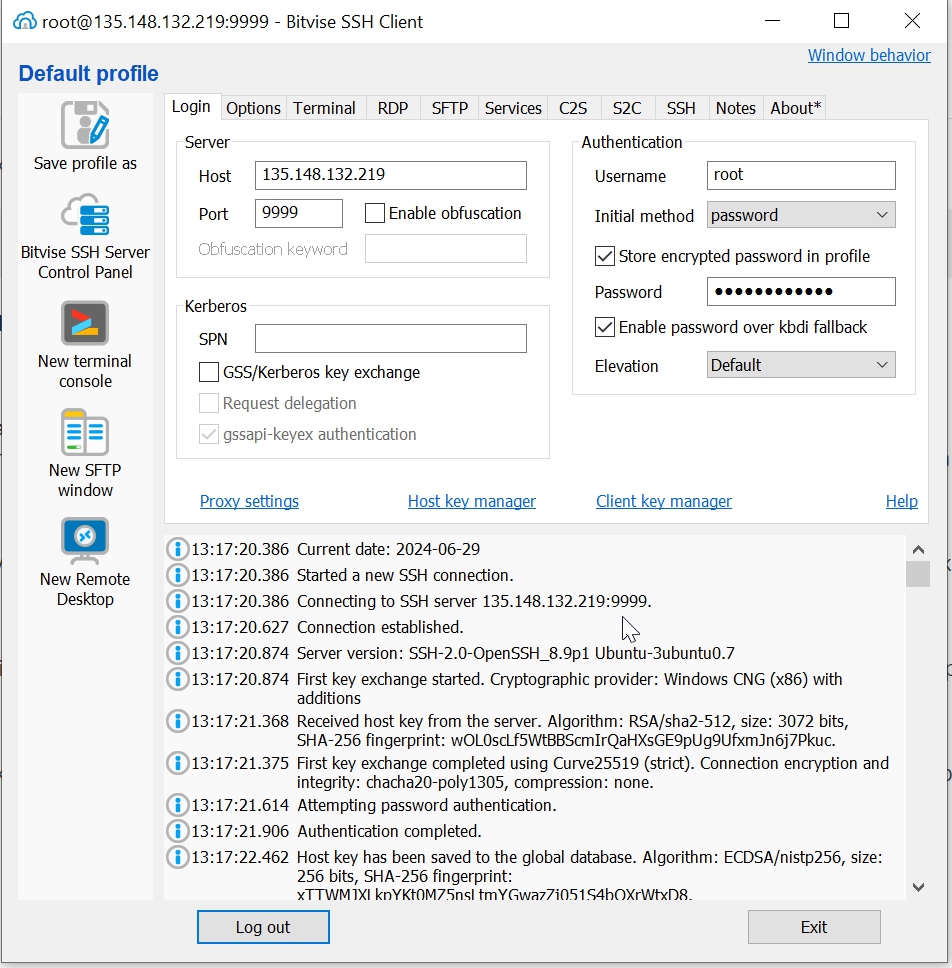 root@135.148.132.219:9999 - Bitvise SSH Client
Window behavior
Default profile
Save profile as
Bitvise SSH Server
Control Panel
New terminal
console
New SFTP
window
New Remote
Desktop
Login Options Terminal RDP SFTP Services C2S S2C SSH Notes About*
Server
Host 135.148.132.219
Port 9999 Enable obfuscation
Obfuscation keyword
Kerberos
SPN
GSS/Kerberos key exchange
Request delegation
gssapi-keyex authentication
Authentication
Username root
Initial method password
Store encrypted password in profile
Password ●●●●●●●●●●●●
Enable password over kbdi fallback
Elevation Default
Proxy settings Host key manager Client key manager Help
13:17:20.386 Current date: 2024-06-29
13:17:20.386 Started a new SSH connection.
13:17:20.386 Connecting to SSH server 135.148.132.219:9999.
13:17:20.627 Connection established.
13:17:20.874 Server version: SSH-2.0-OpenSSH_8.9p1 Ubuntu-3ubuntu0.7
13:17:20.874 First key exchange started. Cryptographic provider: Windows CNG (x86) with
additions
13:17:21.368 Received host key from the server. Algorithm: RSA/sha2-512, size: 3072 bits,
SHA-256 fingerprint: wOL0scLf5WtBBScmIrQaHXsGE9pUg9UfxmJn6j7Pkuc.
13:17:21.375 First key exchange completed using Curve25519 (strict). Connection encryption and
integrity: chacha20-poly1305, compression: none.
13:17:21.614 Attempting password authentication.
13:17:21.906 Authentication completed.
13:17:22.462 Host key has been saved to the global database. Algorithm: ECDSA/nistp256, size:
256 bits, SHA-256 fingerprint:
Log out Exit